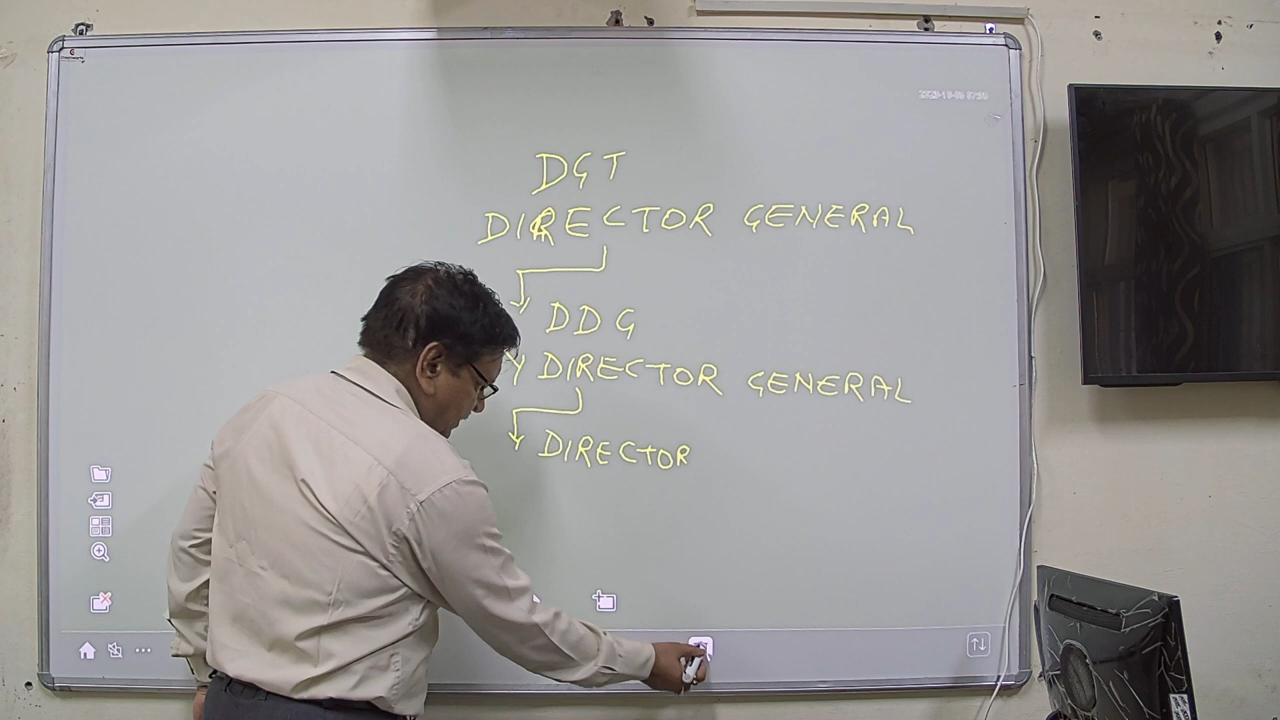 DGT
DIRECTOR GENERAL
DDG
Y DIRECTOR GENERAL
DIRECTOR